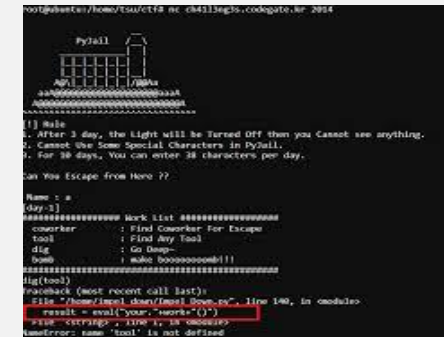 root@ubuntu:/home/tsu/ctf# nc ch41l3ng3s.codegate.kr 2014
PyJail
[!] Rule
1. After 3 day, the Light will be Turned Off then you Cannot see anything.
2. Cannot Use Some Special Characters in PyJail.
3. For 10 days, You can enter 38 characters per day.
Can You Escape from Here ??
Name : a
[day-1]
################### Work List ###################
coworker : Find Coworker For Escape
tool : Find Any Tool
dig : Go Deep~
bomb : make boooooooomb!!!
dig(tool)
Traceback (most recent call last):
File "/home/impel_down/Impel_Down.py", line 140, in <module>
result = eval("your."+work+"()")
File "<string>", line 1, in <module>
NameError: name 'tool' is not defined